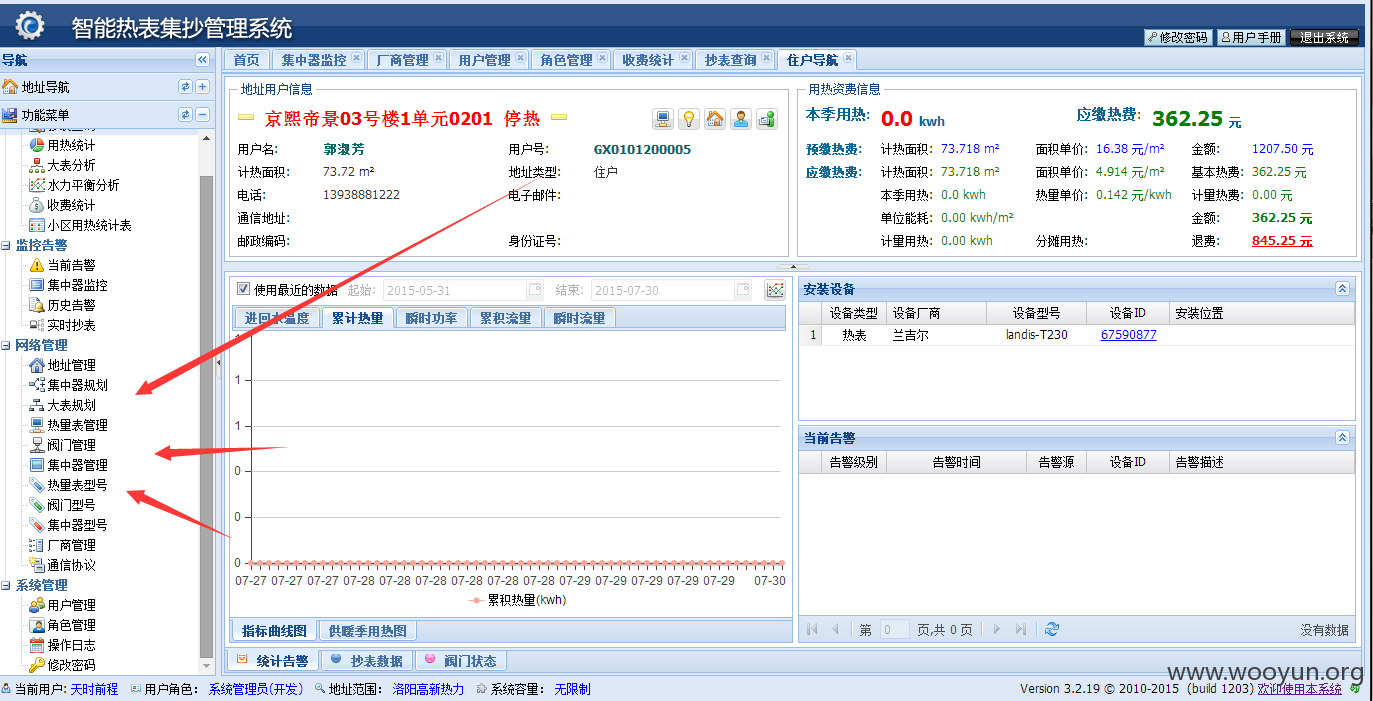 智能热表集抄管理系统
修改密码 用户手册 退出系统
导航
地址导航
功能菜单
用热统计
大表分析
水力平衡分析
收费统计
小区用热统计表
监控告警
当前告警
集中器监控
历史告警
实时抄表
网络管理
地址管理
集中器规划
大表规划
热量表管理
阀门管理
集中器管理
热量表型号
阀门型号
集中器型号
厂商管理
通信协议
系统管理
用户管理
角色管理
操作日志
修改密码
首页 集中器监控 厂商管理 用户管理 角色管理 收费统计 抄表查询 住户导航
地址用户信息
京熙帝景03号楼1单元0201 停热
用户名: 郭淑芳 用户号: GX0101200005
计热面积: 73.72 m² 地址类型: 住户
电话: 13938881222 电子邮件:
通信地址:
邮政编码: 身份证号:
用热资费信息
本季用热: 0.0 kwh 应缴热费: 362.25 元
预缴热费: 计热面积: 73.718 m² 面积单价: 16.38 元/m² 金额: 1207.50 元
应缴热费: 计热面积: 73.718 m² 面积单价: 4.914 元/m² 基本热费: 362.25 元
本季用热: 0.0 kwh 热量单价: 0.142 元/kwh 计量热费: 0.00 元
单位能耗: 0.00 kwh/m² 金额: 362.25 元
计量用热: 0.00 kwh 分摊用热: 退费: 845.25 元
使用最近的数据 起始: 2015-05-31 结束: 2015-07-30
进回水温度 累计热量 瞬时功率 累积流量 瞬时流量
1
1
0
0
0
07-27 07-27 07-27 07-28 07-28 07-28 07-28 07-28 07-28 07-29 07-29 07-29 07-29 07-29 07-30
累积热量(kwh)
指标曲线图 供暖季用热图
安装设备
设备类型 设备厂商 设备型号 设备ID 安装位置
1 热表 兰吉尔 landis-T230 67590877
当前告警
告警级别 告警时间 告警源 设备ID 告警描述
第 0 页,共 0 页 没有数据
统计告警 抄表数据 阀门状态
www.wooyun.org
当前用户: 天时前程 用户角色: 系统管理员(开发) 地址范围: 洛阳高新热力 系统容量: 无限制 Version 3.2.19 © 2010-2015 (build 1203) 欢迎使用本系统